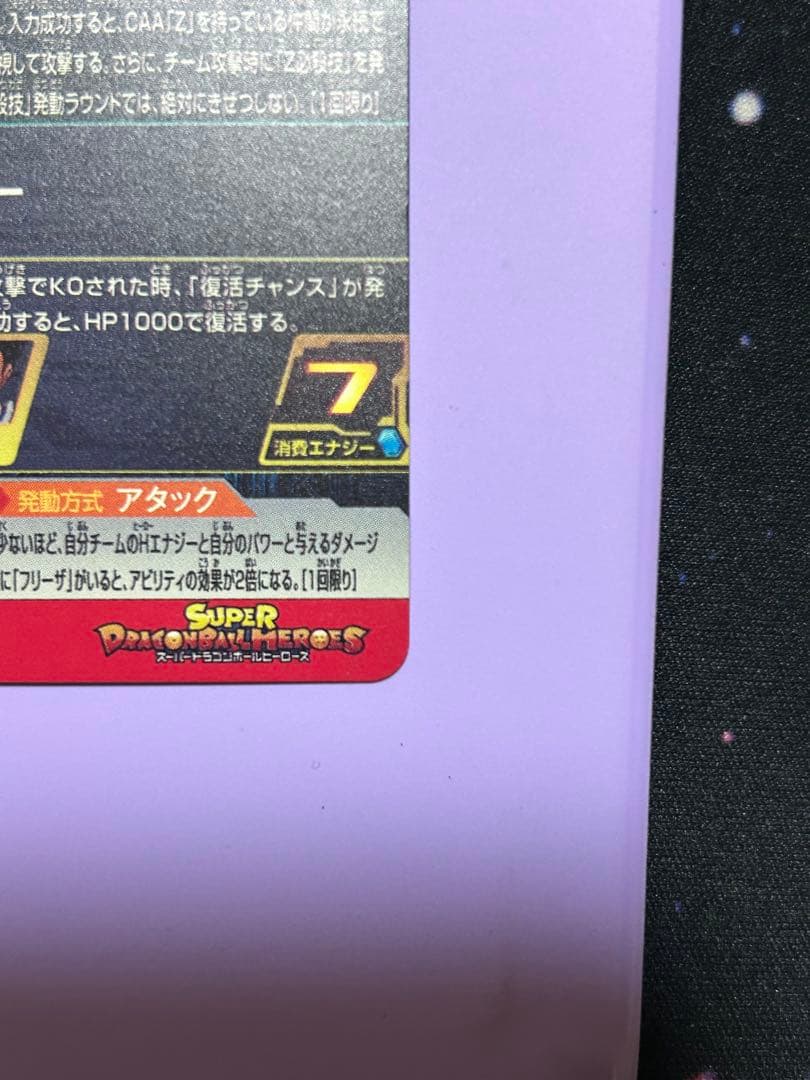 入力成功すると、CAA「Z」を持っている仲間が永続で
視して攻撃する。さらに、チーム攻撃時に「Z必殺技」を発
殺技」発動ラウンドでは、絶対にきせつしない。[1回限り]
攻撃でKOされた時、「復活チャンス」が発
功すると、HP1000で復活する。
7
消費エナジー
発動方式 アタック
少ないほど、自分チームのHエナジーと自分のパワーと与えるダメージ
に「フリーザ」がいると、アビリティの効果が2倍になる。[1回限り]
SUPER
DRAGONBALL HEROES
スーパードラゴンボールヒーローズ